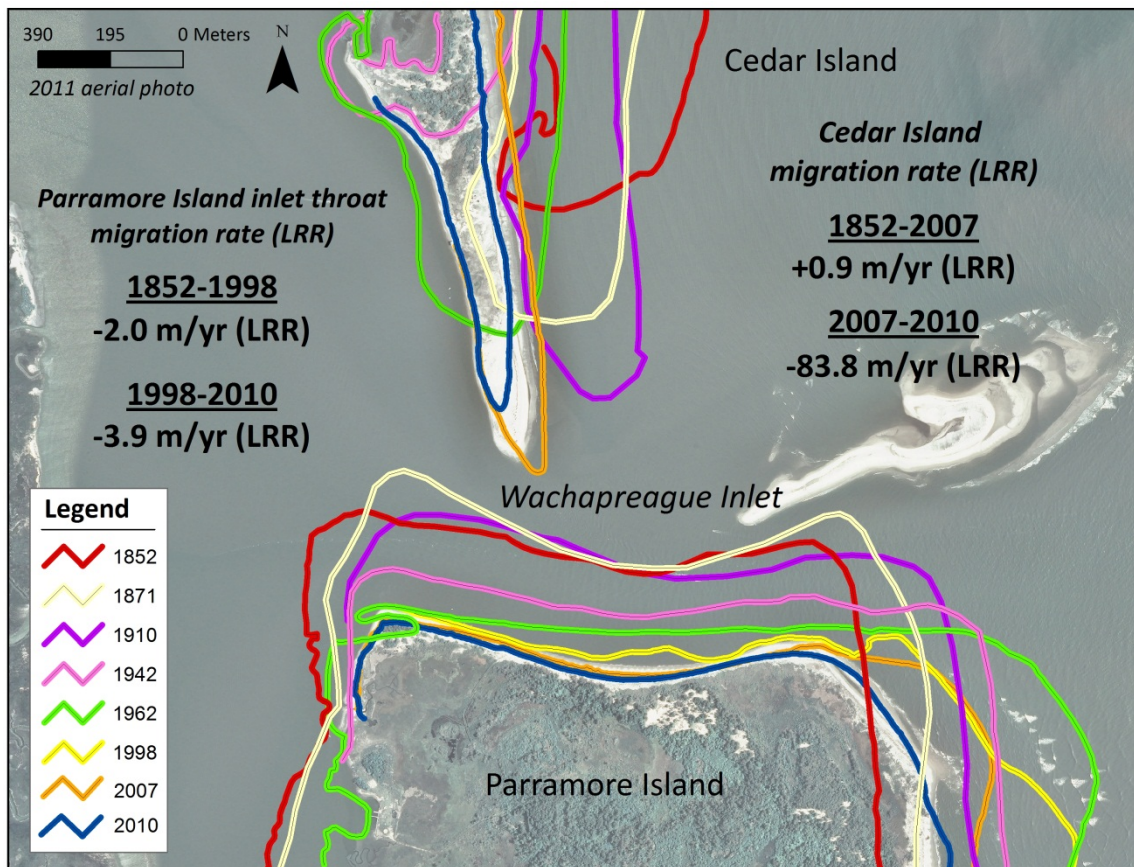 390 195 0 Meters
N
2011 aerial photo
Cedar Island
Parramore Island inlet throat
migration rate (LRR)
1852-1998
-2.0 m/yr (LRR)
1998-2010
-3.9 m/yr (LRR)
Cedar Island
migration rate (LRR)
1852-2007
+0.9 m/yr (LRR)
2007-2010
-83.8 m/yr (LRR)
Wachapreague Inlet
Legend
1852
1871
1910
1942
1962
1998
2007
2010
Parramore Island